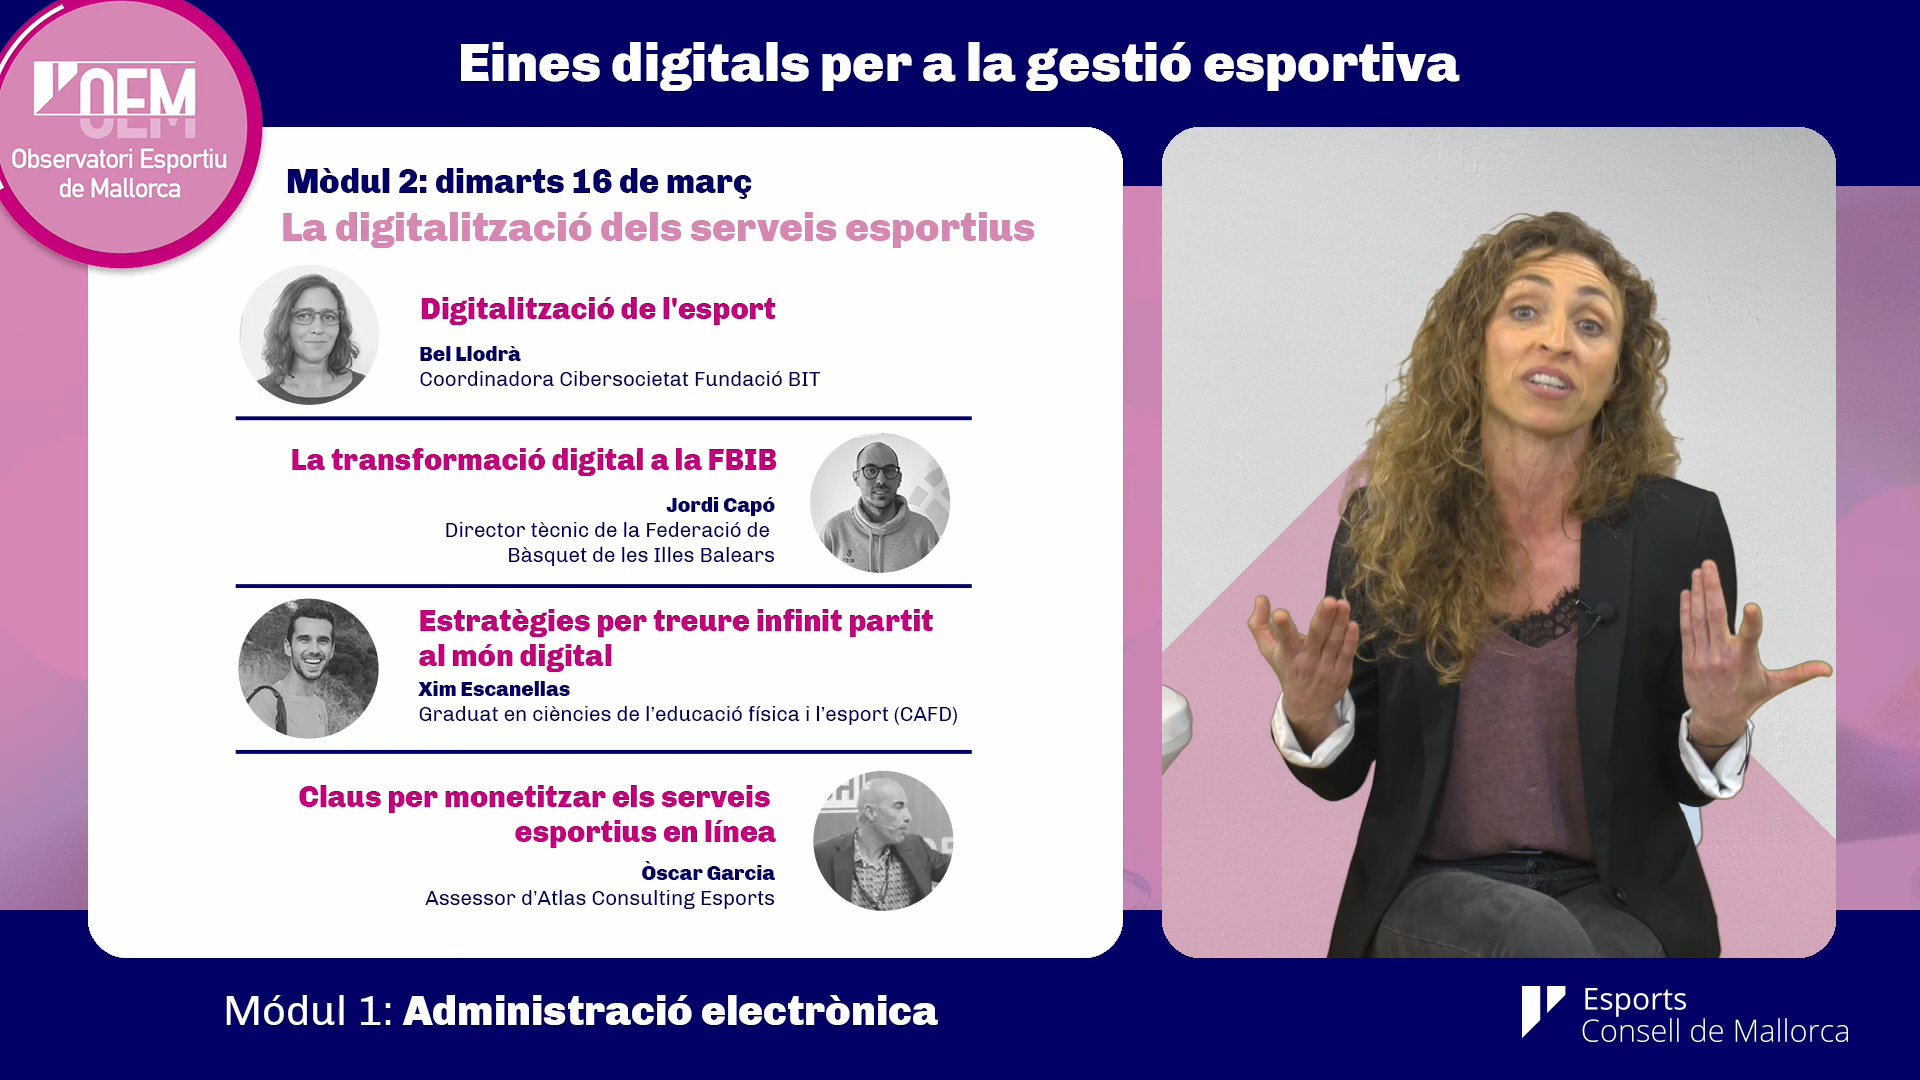 Eines digitals per a la gestió esportiva
L'OEM
Observatori Esportiu
de Mallorca
Mòdul 2: dimarts 16 de març
La digitalització dels serveis esportius
Digitalització de l'esport
Bel Llodrà
Coordinadora Cibersocietat Fundació BIT
La transformació digital a la FBIB
Jordi Capó
Director tècnic de la Federació de
Bàsquet de les Illes Balears
Estratègies per treure infinit partit
al món digital
Xim Escanellas
Graduat en ciències de l’educació física i l’esport (CAFD)
Claus per monetitzar els serveis
esportius en línea
Òscar Garcia
Assessor d’Atlas Consulting Esports
Módul 1: Administració electrònica
Esports
Consell de Mallorca